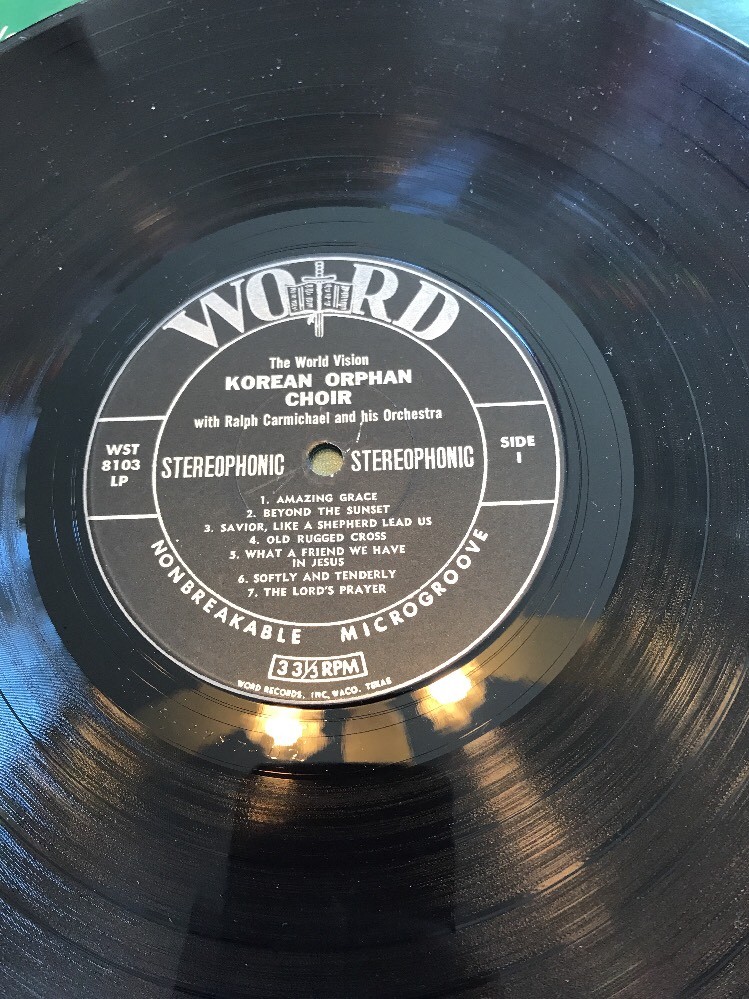 WORD
The World Vision
KOREAN ORPHAN
CHOIR
with Ralph Carmichael and his Orchestra
WST
8103
LP
STEREOPHONIC STEREOPHONIC
SIDE
1
1. AMAZING GRACE
2. BEYOND THE SUNSET
3. SAVIOR, LIKE A SHEPHERD LEAD US
4. OLD RUGGED CROSS
5. WHAT A FRIEND WE HAVE
IN JESUS
6. SOFTLY AND TENDERLY
7. THE LORD'S PRAYER
NONBREAKABLE MICROGROOVE
33⅓ RPM
WORD RECORDS, INC. WACO, TEXAS